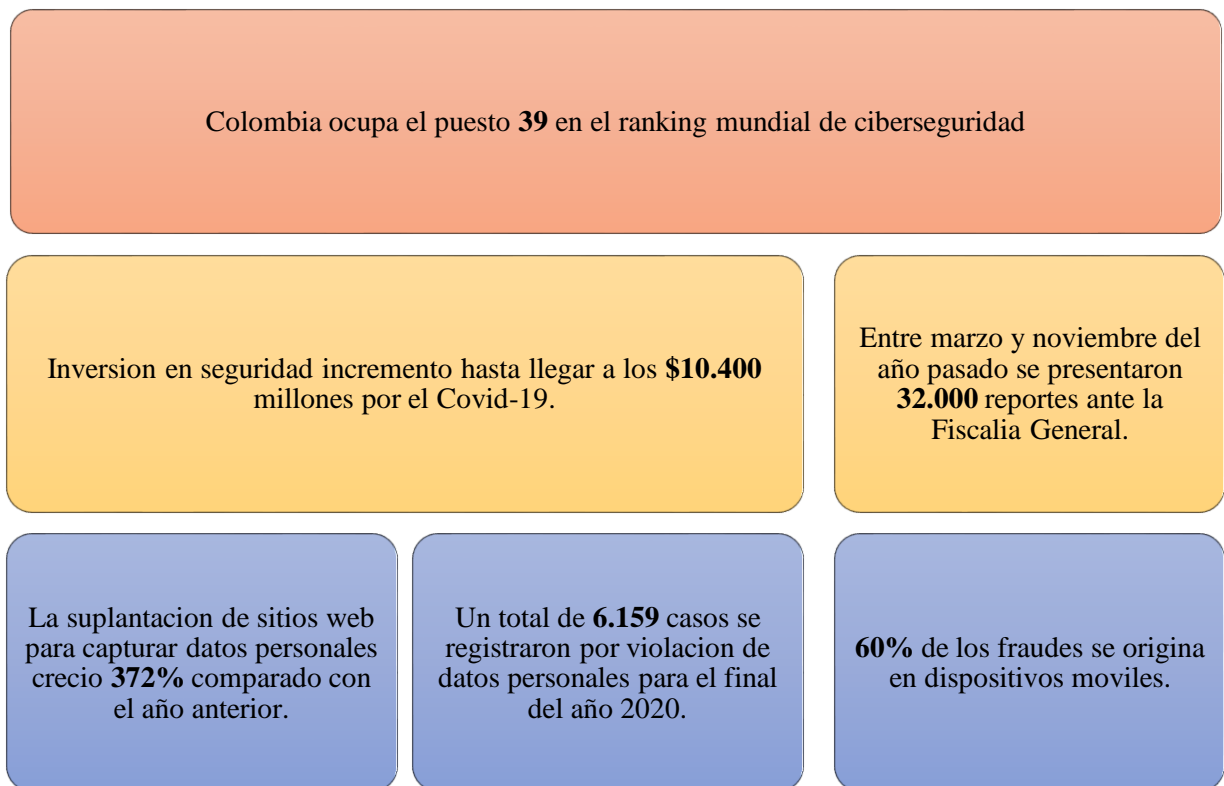 Colombia ocupa el puesto 39 en el ranking mundial de ciberseguridad
Inversion en seguridad incremento hasta llegar a los $10.400
millones por el Covid-19.
Entre marzo y noviembre del
año pasado se presentaron
32.000 reportes ante la
Fiscalia General.
La suplantacion de sitios web
para capturar datos personales
crecio 372% comparado con
el año anterior.
Un total de 6.159 casos se
registraron por violacion de
datos personales para el final
del año 2020.
60% de los fraudes se origina
en dispositivos moviles.